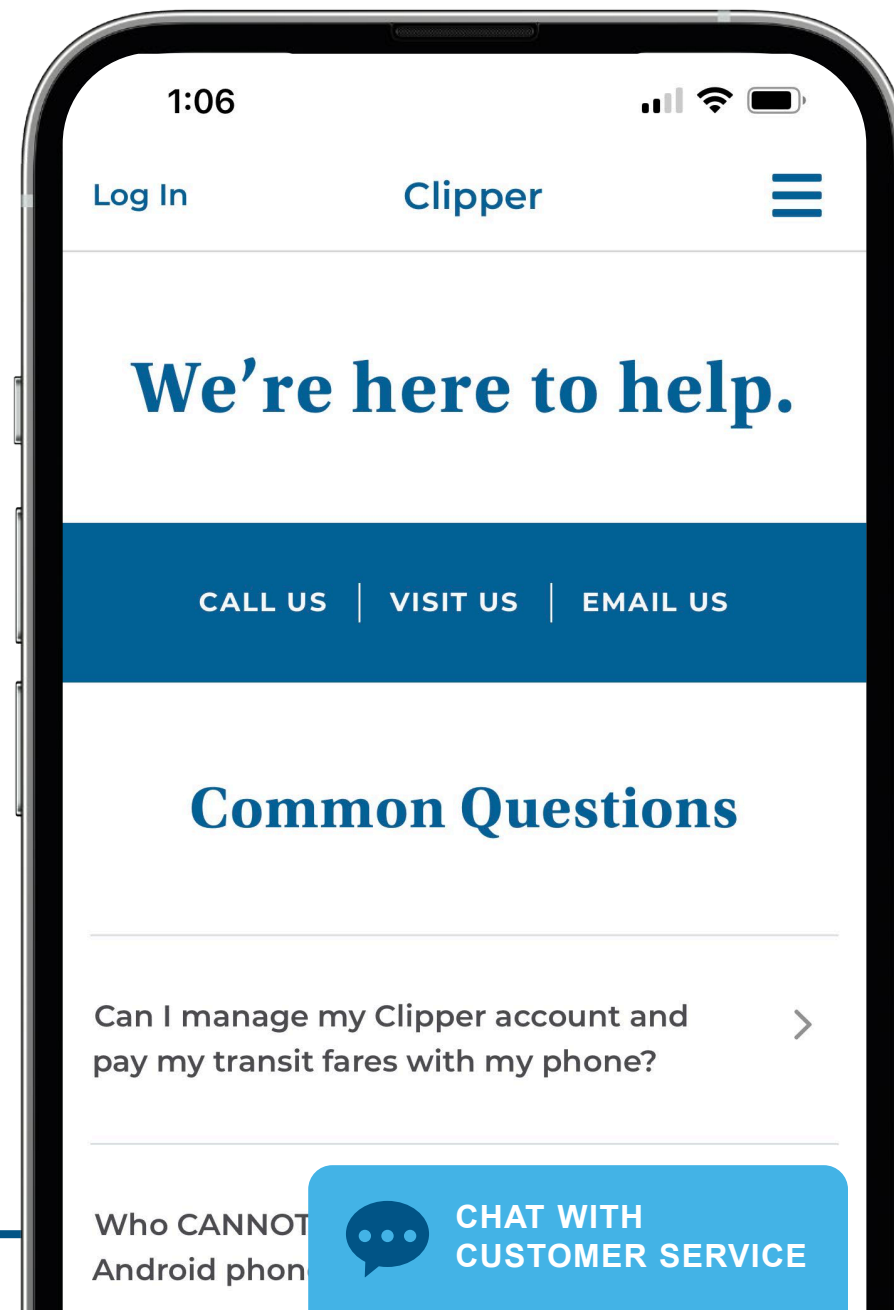 1:06
Log In
Clipper
We’re here to help.
CALL US
VISIT US
EMAIL US
Common Questions
Can I manage my Clipper account and
pay my transit fares with my phone?
Who CANNOT
Android phon
CHAT WITH
CUSTOMER SERVICE